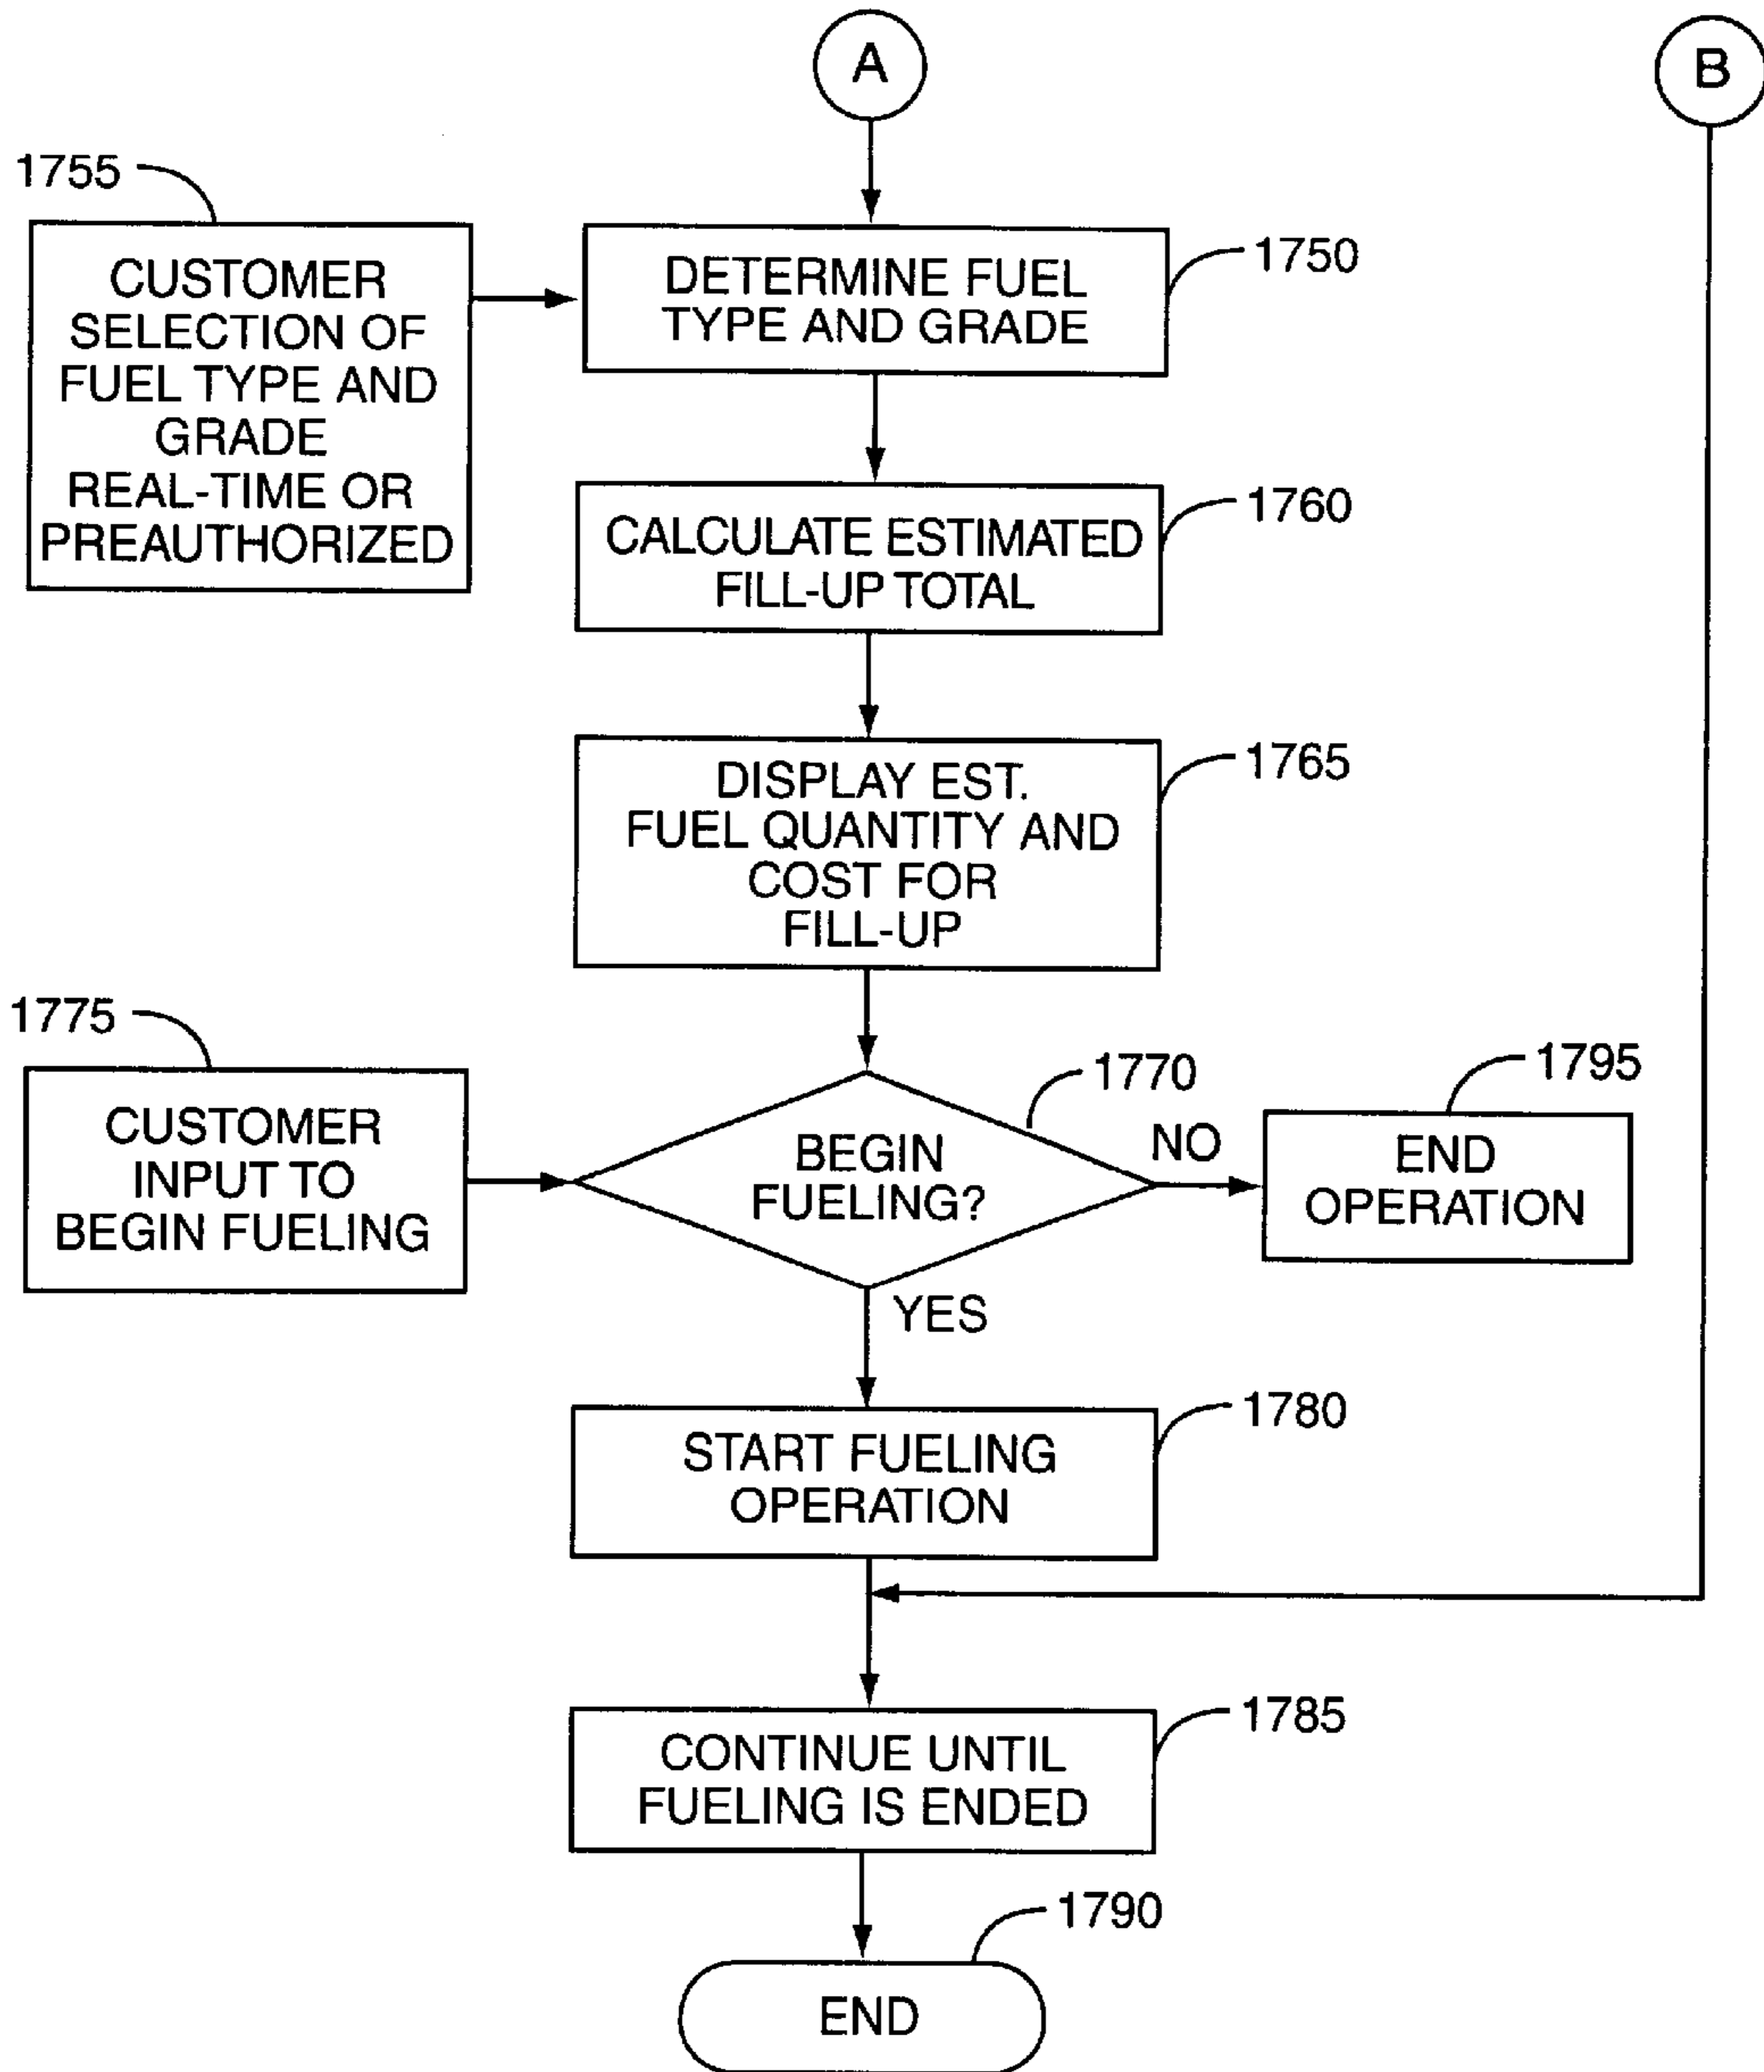 A
B
1755
CUSTOMER
SELECTION OF
FUEL TYPE AND
GRADE
REAL-TIME OR
PREAUTHORIZED
DETERMINE FUEL
TYPE AND GRADE
1750
CALCULATE ESTIMATED
FILL-UP TOTAL
1760
DISPLAY EST.
FUEL QUANTITY AND
COST FOR
FILL-UP
1765
1775
CUSTOMER
INPUT TO
BEGIN FUELING
BEGIN
FUELING?
1770
NO
1795
END
OPERATION
YES
START FUELING
OPERATION
1780
CONTINUE UNTIL
FUELING IS ENDED
1785
1790
END